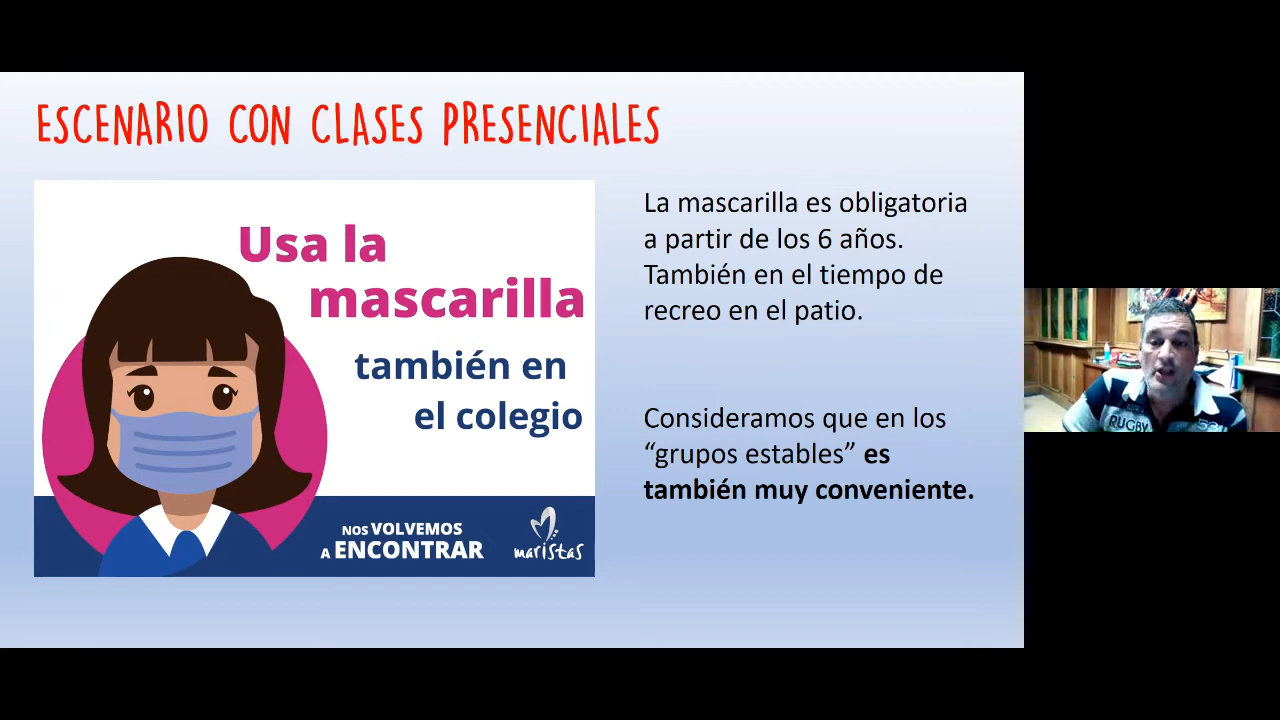 ESCENARIO CON CLASES PRESENCIALES
Usa la
mascarilla
también en
el colegio
NOS VOLVEMOS
A ENCONTRAR
maristas
La mascarilla es obligatoria
a partir de los 6 años.
También en el tiempo de
recreo en el patio.
Consideramos que en los
“grupos estables” es
también muy conveniente.
RUGBY